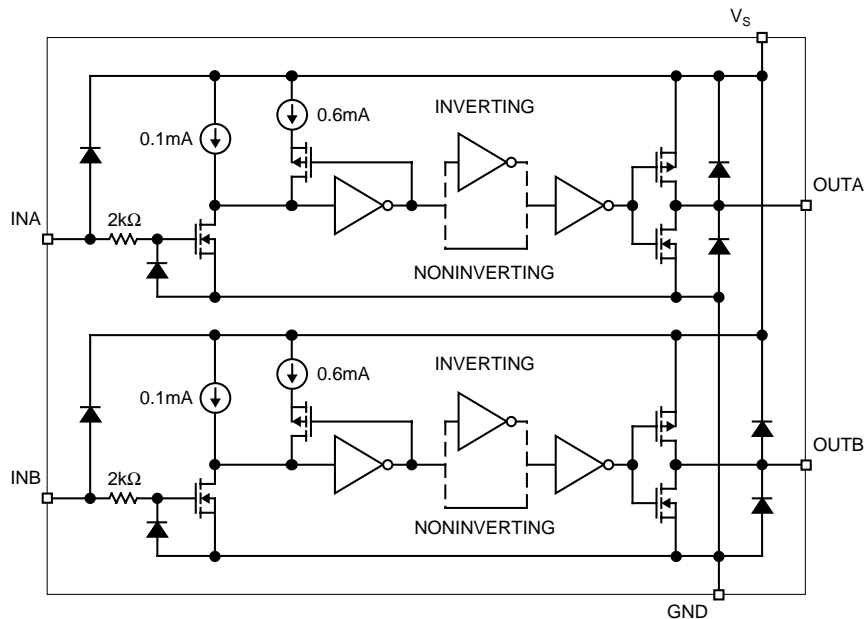 V_S
0.6mA
INVERTING
0.1mA
OUTA
INA
2kΩ
NONINVERTING
INVERTING
0.6mA
0.1mA
OUTB
INB
2kΩ
NONINVERTING
GND